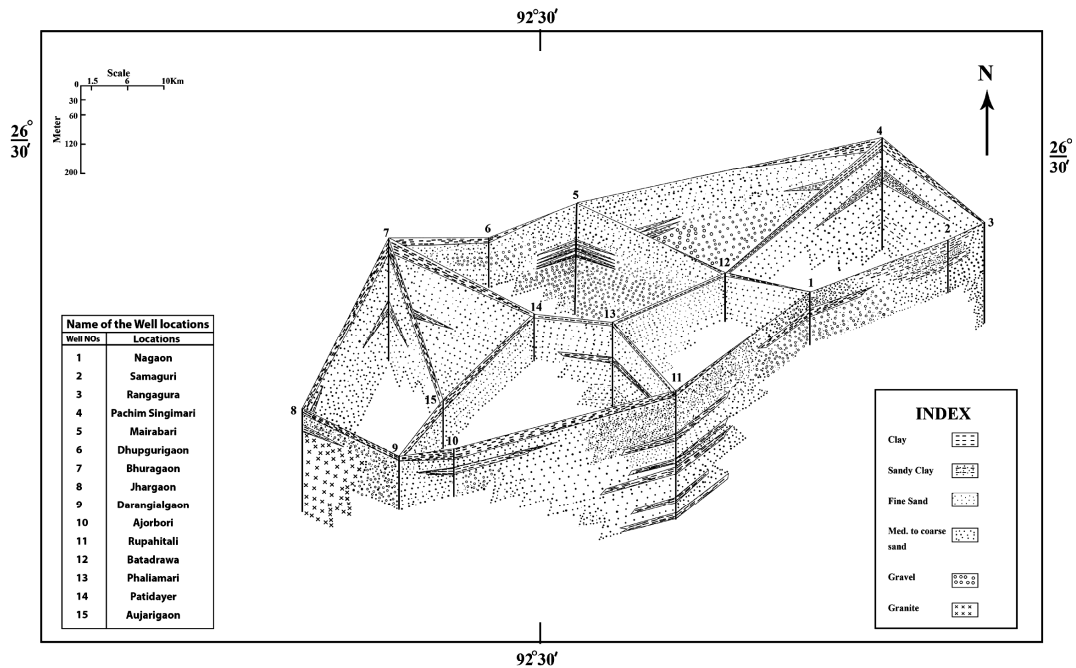 92°30′
Scale
0 1.5 6 10Km
30
60
120
200
Meter
N
26°
30′
26°
30′
4
5
3
2
6
7
12
1
14
13
11
15
8
10
9
Name of the Well locations
Well NOs Locations
1 Nagaon
2 Samaguri
3 Rangagura
4 Pachim Singimari
5 Mairabari
6 Dhupgurigaon
7 Bhuragaon
8 Jhargaon
9 Darangialgaon
10 Ajorbori
11 Rupahitali
12 Batadrawa
13 Phaliamari
14 Patidayer
15 Aujarigaon
INDEX
Clay
Sandy Clay
Fine Sand
Med. to coarse
sand
Gravel
Granite
92°30′